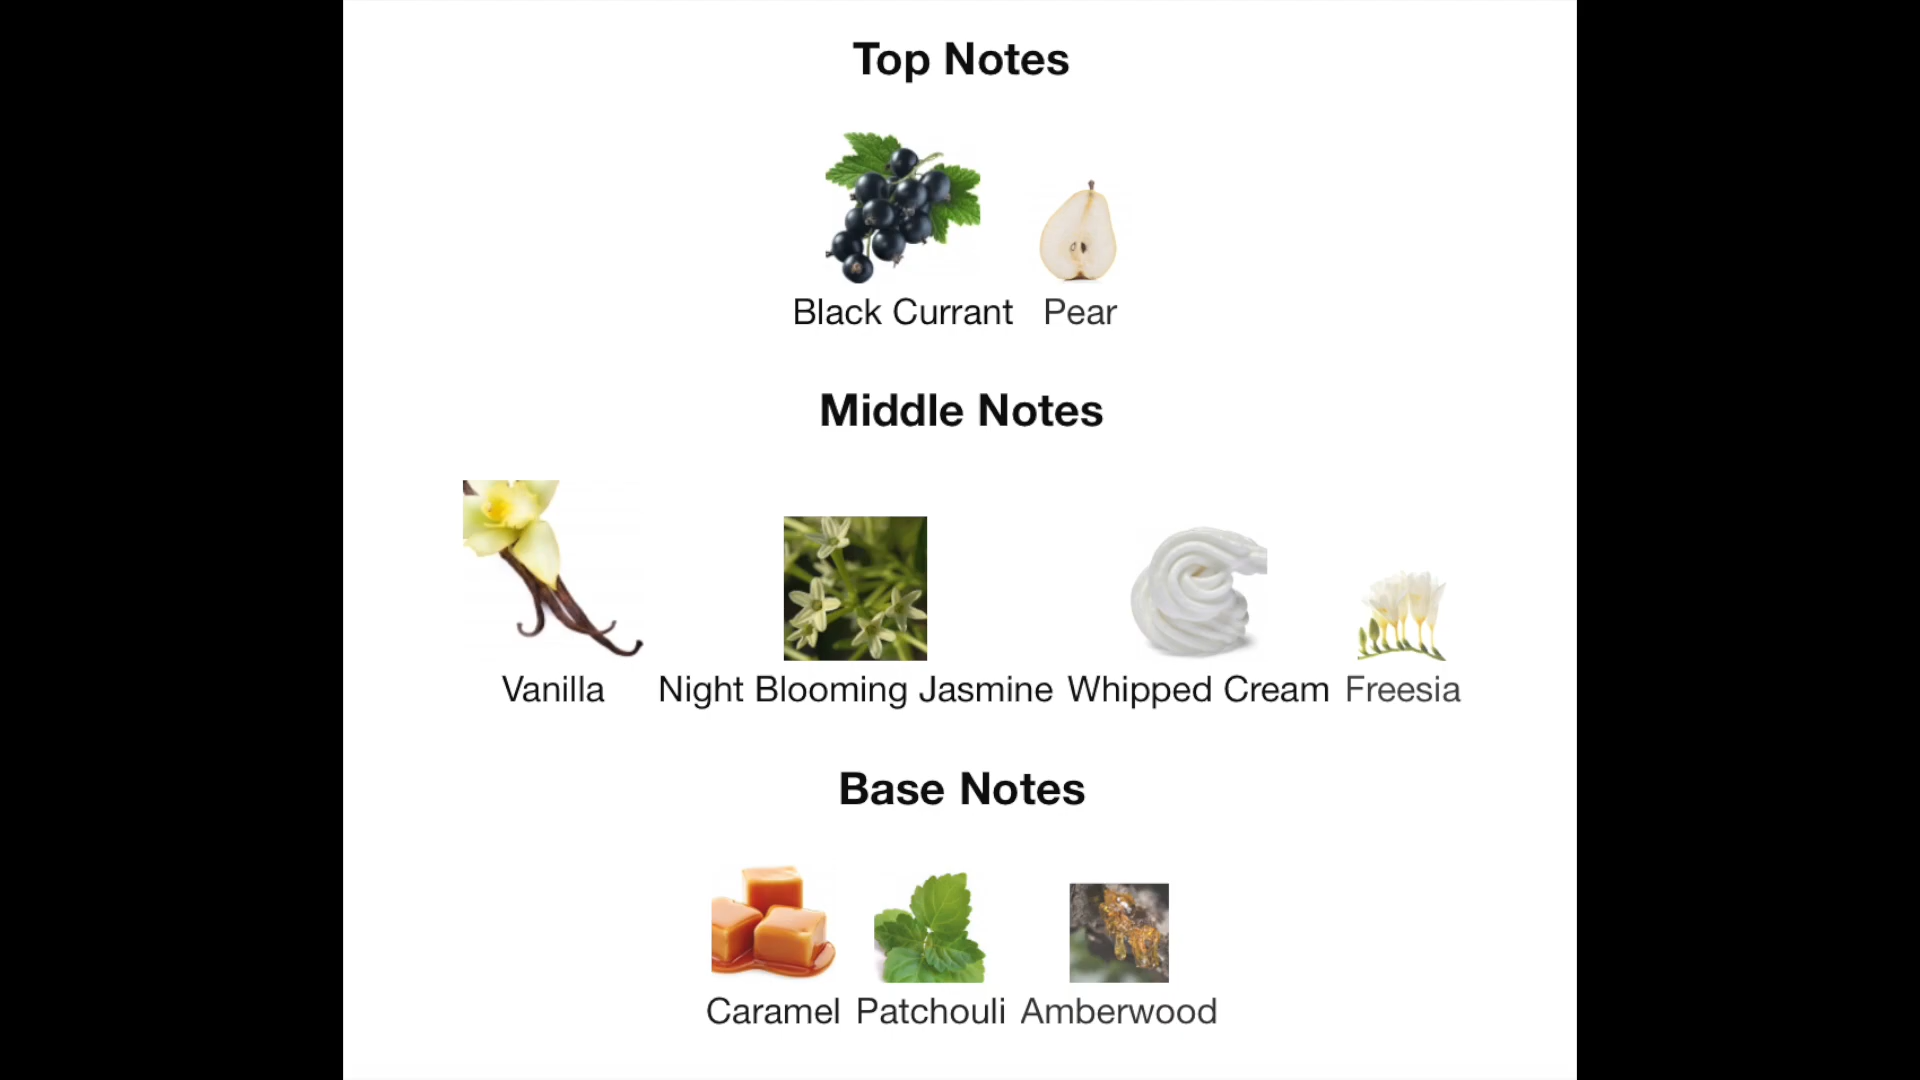 Top Notes
Black Currant Pear
Middle Notes
Vanilla Night Blooming Jasmine Whipped Cream Freesia
Base Notes
Caramel Patchouli Amberwood